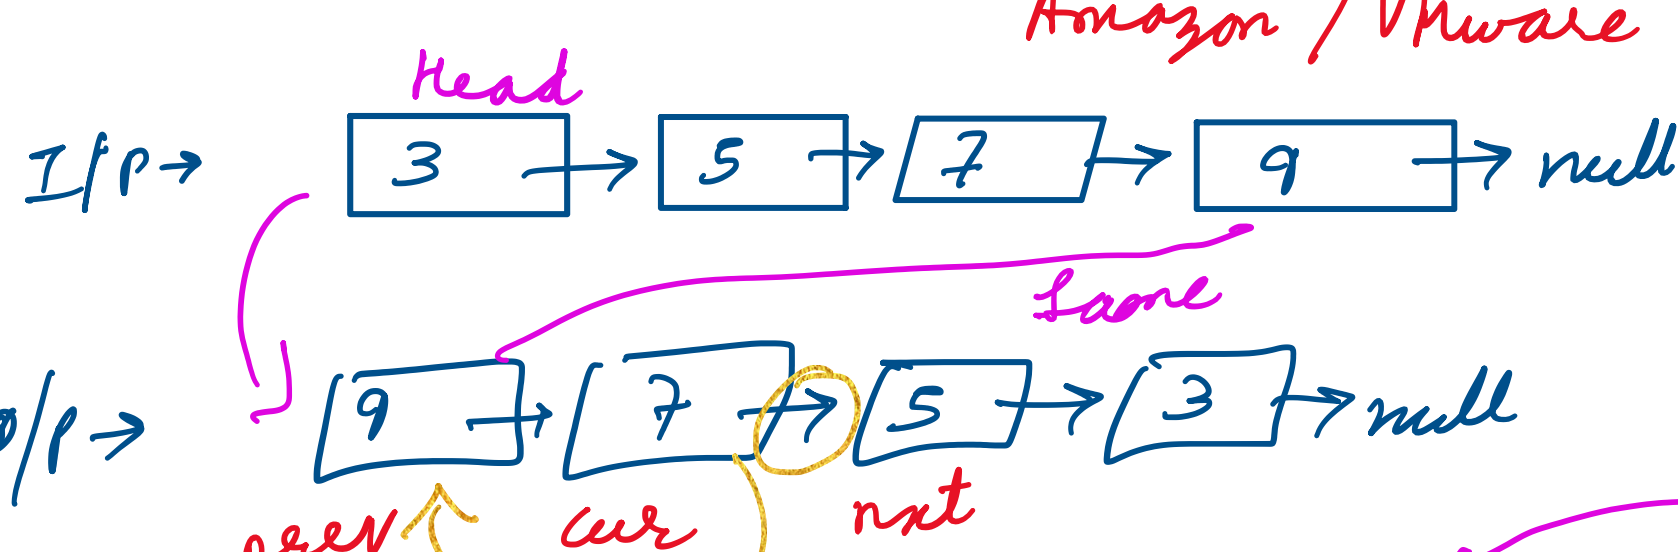 Amazon / Vmware
Head
I/p → 3 → 5 → 7 → 9 → null
Same
O/p → 9 → 7 → 5 → 3 → null
prev cur nxt